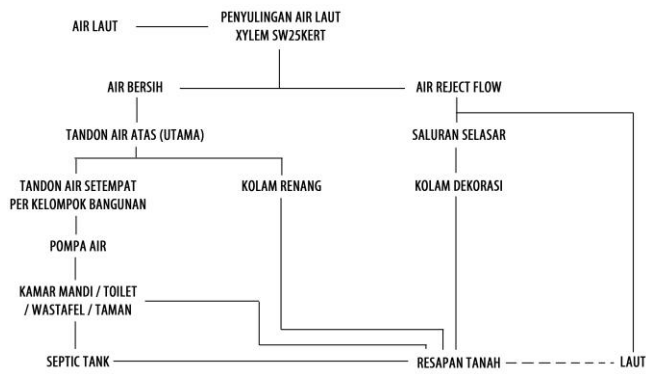 PENYULINGAN AIR LAUT
XYLEM SW25KERT
AIR LAUT
AIR BERSIH
AIR REJECT FLOW
TANDON AIR ATAS (UTAMA)
SALURAN SELASAR
TANDON AIR SETEMPAT
PER KELOMPOK BANGUNAN
KOLAM RENANG
KOLAM DEKORASI
POMPA AIR
KAMAR MANDI / TOILET
/ WASTAFEL / TAMAN
SEPTIC TANK
RESAPAN TANAH
LAUT